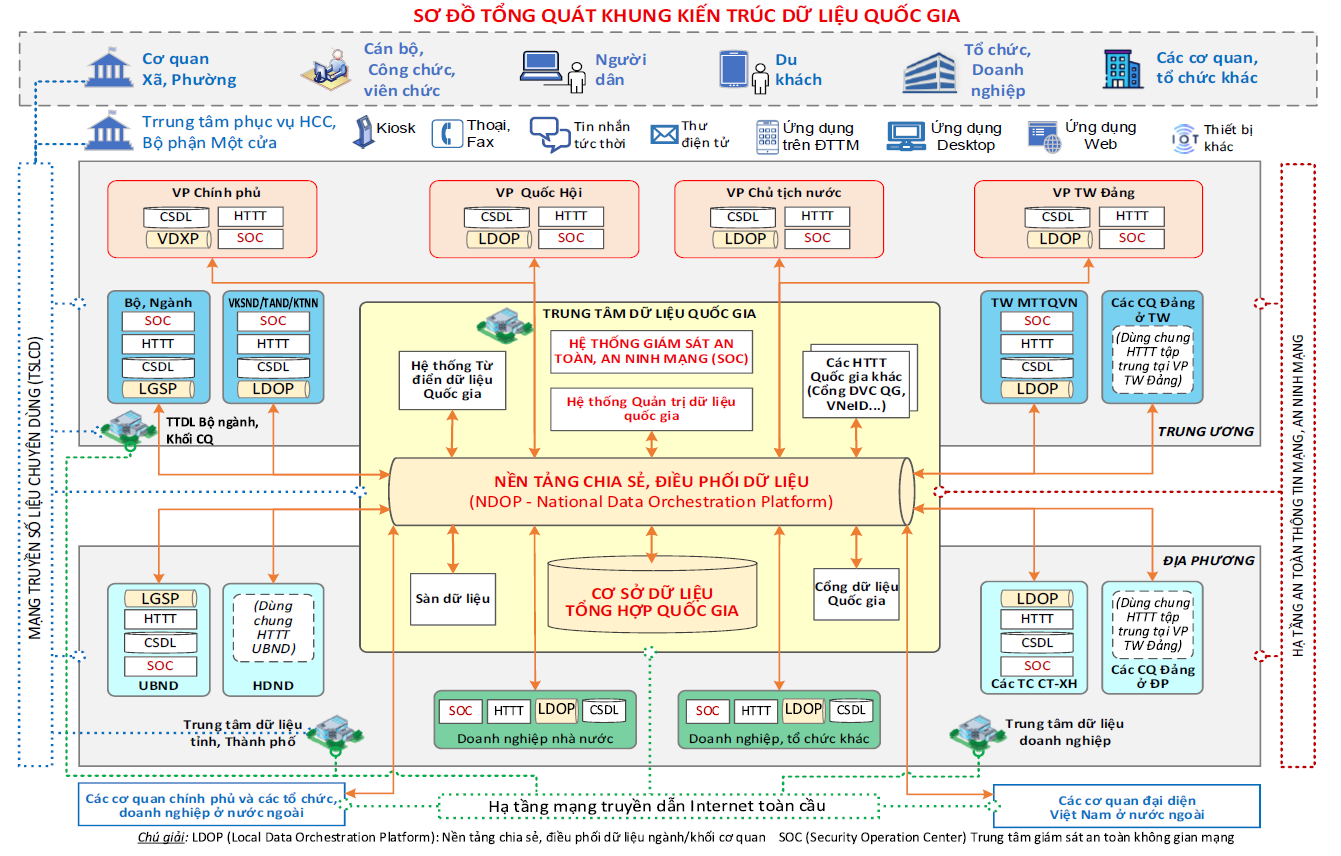 SƠ ĐỒ TỔNG QUÁT KHUNG KIẾN TRÚC DỮ LIỆU QUỐC GIA
Cơ quan
Xã, Phường
Cán bộ,
Công chức,
viên chức
Người
dân
Du
khách
Tổ chức,
Doanh
nghiệp
Các cơ quan,
tổ chức khác
Trrung tâm phục vụ HCC,
Bộ phận Một cửa
Kiosk
Thoại,
Fax
Tin nhắn
tức thời
Thư
điện tử
Ứng dụng
trên ĐTTM
Ứng dụng
Desktop
Ứng dụng
Web
IOT
Thiết bị
khác
MẠNG TRUYỀN SỐ LIỆU CHUYÊN DÙNG (TSLCD)
HẠ TẦNG AN TOÀN THÔNG TIN MẠNG, AN NINH MẠNG
VP Chính phủ
CSDL
HTTT
VDXP
SOC
VP Quốc Hội
CSDL
HTTT
LDOP
SOC
VP Chủ tịch nước
CSDL
HTTT
LDOP
SOC
VP TW Đảng
CSDL
HTTT
LDOP
SOC
Bộ, Ngành
SOC
HTTT
CSDL
LGSP
VKSND/TAND/KTNN
SOC
HTTT
CSDL
LDOP
TTDL Bộ ngành,
Khối CQ
TRUNG TÂM DỮ LIỆU QUỐC GIA
HỆ THỐNG GIÁM SÁT AN
TOÀN, AN NINH MẠNG (SOC)
Hệ thống Từ
điển dữ liệu
Quốc gia
Hệ thống Quản trị dữ liệu
quốc gia
Các HTTT
Quốc gia khác
(Cổng DVC QG,
VNeID...)
TW MTTQVN
SOC
HTTT
CSDL
LDOP
Các CQ Đảng
ở TW
(Dùng chung
HTTT tập
trung tại VP
TW Đảng)
TRUNG ƯƠNG
NỀN TẢNG CHIA SẺ, ĐIỀU PHỐI DỮ LIỆU
(NDOP - National Data Orchestration Platform)
Sàn dữ liệu
CƠ SỞ DỮ LIỆU
TỔNG HỢP QUỐC GIA
Cổng dữ liệu
Quốc gia
ĐỊA PHƯƠNG
LGSP
HTTT
CSDL
SOC
UBND
(Dùng
chung
HTTT
UBND)
HDND
LDOP
HTTT
CSDL
SOC
Các TC CT-XH
(Dùng chung
HTTT tập
trung tại VP
TW Đảng)
Các CQ Đảng
ở ĐP
Trung tâm dữ liệu
tỉnh, Thành phố
SOC
HTTT
LDOP
CSDL
Doanh nghiệp nhà nước
SOC
HTTT
LDOP
CSDL
Doanh nghiệp, tổ chức khác
Trung tâm dữ liệu
doanh nghiệp
Các cơ quan chính phủ và các tổ chức,
doanh nghiệp ở nước ngoài
Hạ tầng mạng truyền dẫn Internet toàn cầu
Các cơ quan đại diện
Việt Nam ở nước ngoài
Chú giải: LDOP (Local Data Orchestration Platform): Nền tảng chia sẻ, điều phối dữ liệu ngành/khối cơ quan SOC (Security Operation Center) Trung tâm giám sát an toàn không gian mạng